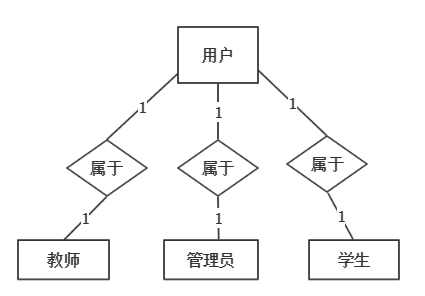 用户
1 1 1
属于 属于 属于
1 1 1
教师 管理员 学生